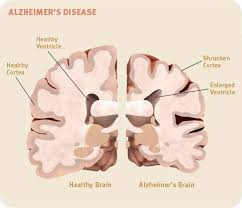 ALZHEIMER'S DISEASE
Healthy
Ventricle
Healthy
Cortex
Shrunken
Cortex
Enlarged
Ventricle
Healthy Brain
Alzheimer's Brain